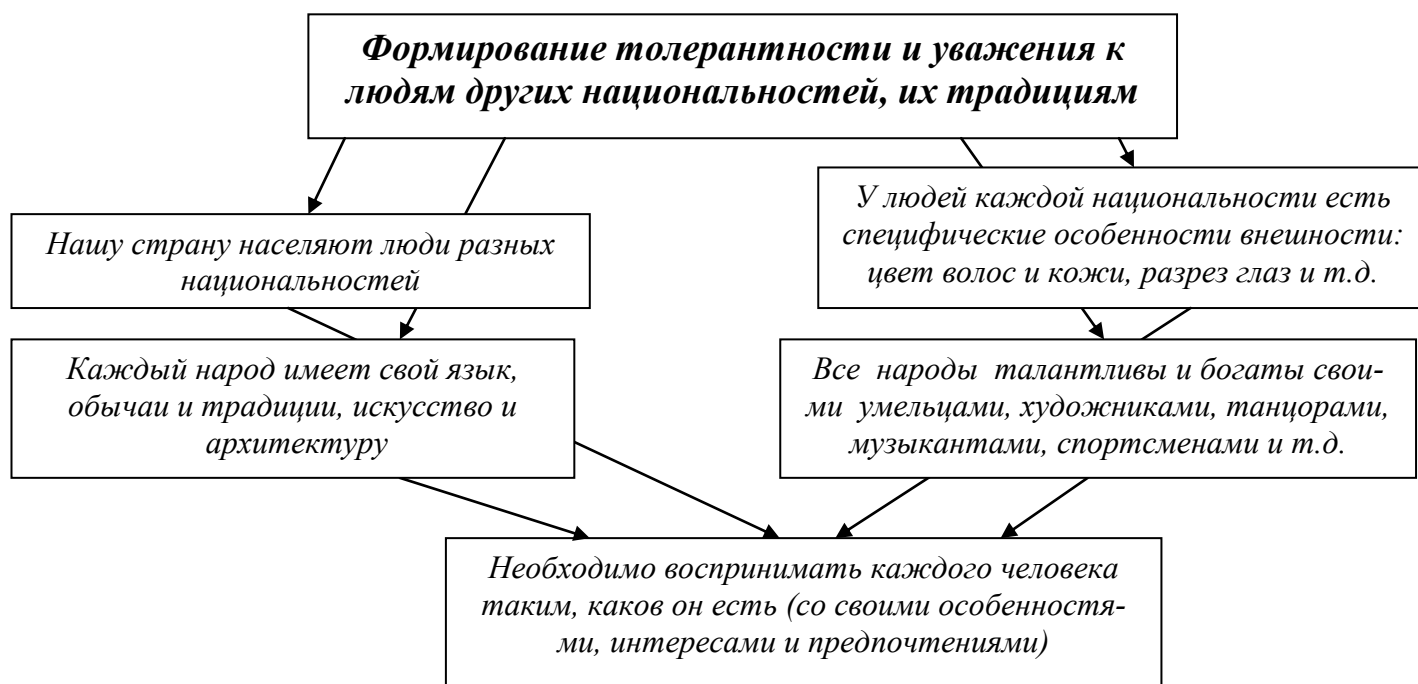 Формирование толерантности и уважения к
людям других национальностей, их традициям
Нашу страну населяют люди разных
национальностей
У людей каждой национальности есть
специфические особенности внешности:
цвет волос и кожи, разрез глаз и т.д.
Каждый народ имеет свой язык,
обычаи и традиции, искусство и
архитектуру
Все народы талантливы и богаты свои-
ми умельцами, художниками, танцорами,
музыкантами, спортсменами и т.д.
Необходимо воспринимать каждого человека
таким, каков он есть (со своими особенностя-
ми, интересами и предпочтениями)